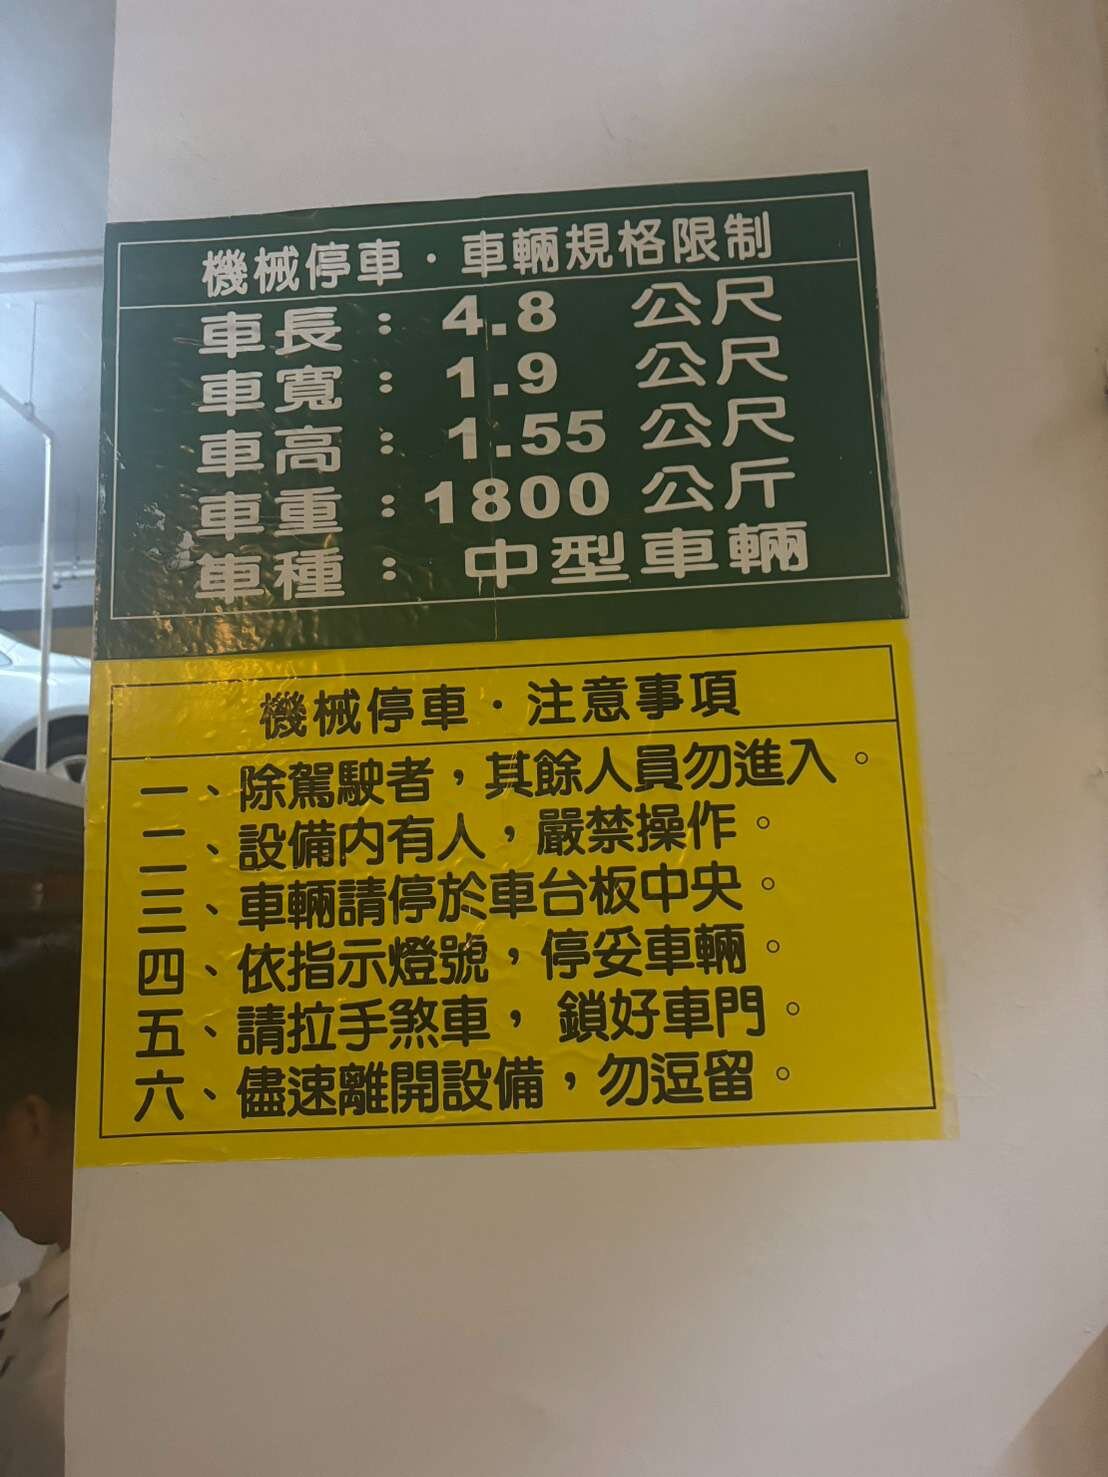 機械停車・車輛規格限制
車長：4.8 公尺
車寬：1.9 公尺
車高：1.55 公尺
車重：1800 公斤
車種：中型車輛
機械停車・注意事項
一、除駕駛者，其餘人員勿進入。
二、設備內有人，嚴禁操作。
三、車輛請停於車台板中央。
四、依指示燈號，停妥車輛。
五、請拉手煞車，鎖好車門。
六、儘速離開設備，勿逗留。